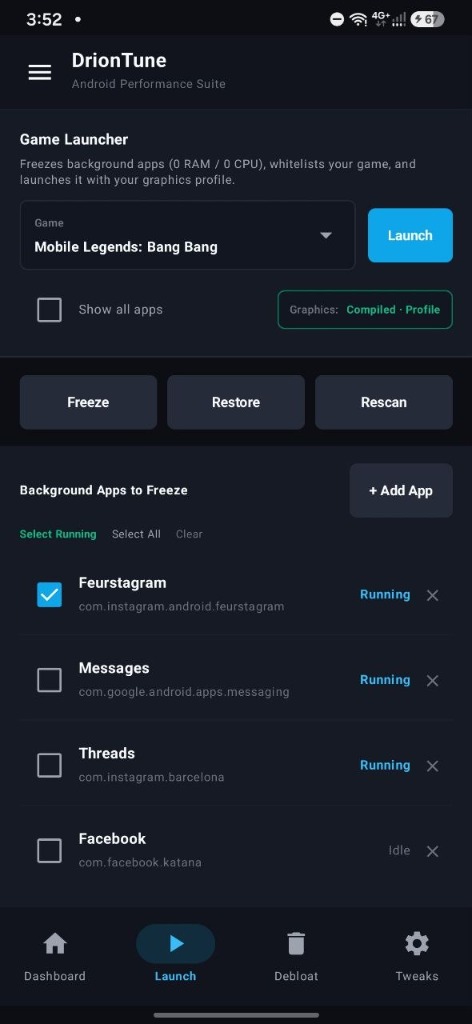 3:52
4G+
67
DrionTune
Android Performance Suite
Game Launcher
Freezes background apps (0 RAM / 0 CPU), whitelists your game, and
launches it with your graphics profile.
Game
Mobile Legends: Bang Bang
Launch
Show all apps
Graphics: Compiled · Profile
Freeze
Restore
Rescan
Background Apps to Freeze
+ Add App
Select Running
Select All
Clear
Feurstagram
com.instagram.android.feurstagram
Running
Messages
com.google.android.apps.messaging
Running
Threads
com.instagram.barcelona
Running
Facebook
com.facebook.katana
Idle
Dashboard
Launch
Debloat
Tweaks